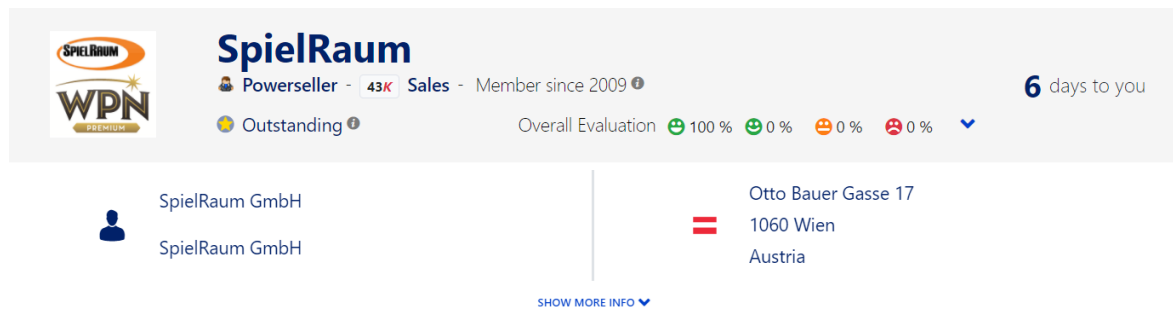 SPIELRAUM
WPN
PREMIUM
SpielRaum
Powerseller - 43K Sales - Member since 2009
6 days to you
Outstanding
Overall Evaluation 100 % 0 % 0 % 0 %
SpielRaum GmbH
SpielRaum GmbH
Otto Bauer Gasse 17
1060 Wien
Austria
SHOW MORE INFO